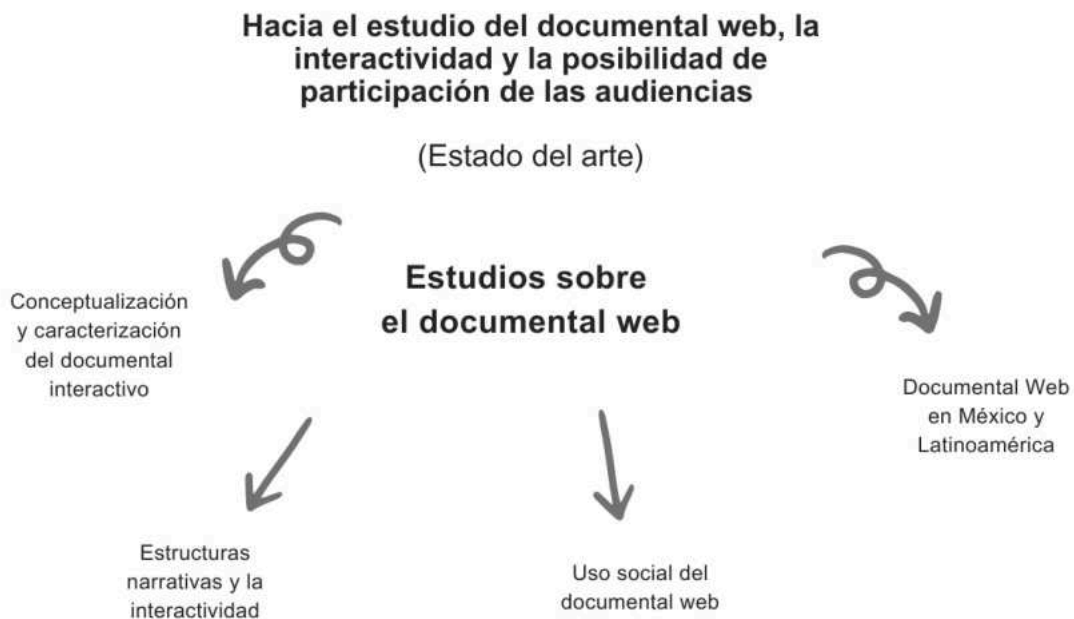 Hacia el estudio del documental web, la
interactividad y la posibilidad de
participación de las audiencias
(Estado del arte)
Estudios sobre
el documental web
Conceptualización
y caracterización
del documental
interactivo
Estructuras
narrativas y la
interactividad
Uso social del
documental web
Documental Web
en México y
Latinoamérica